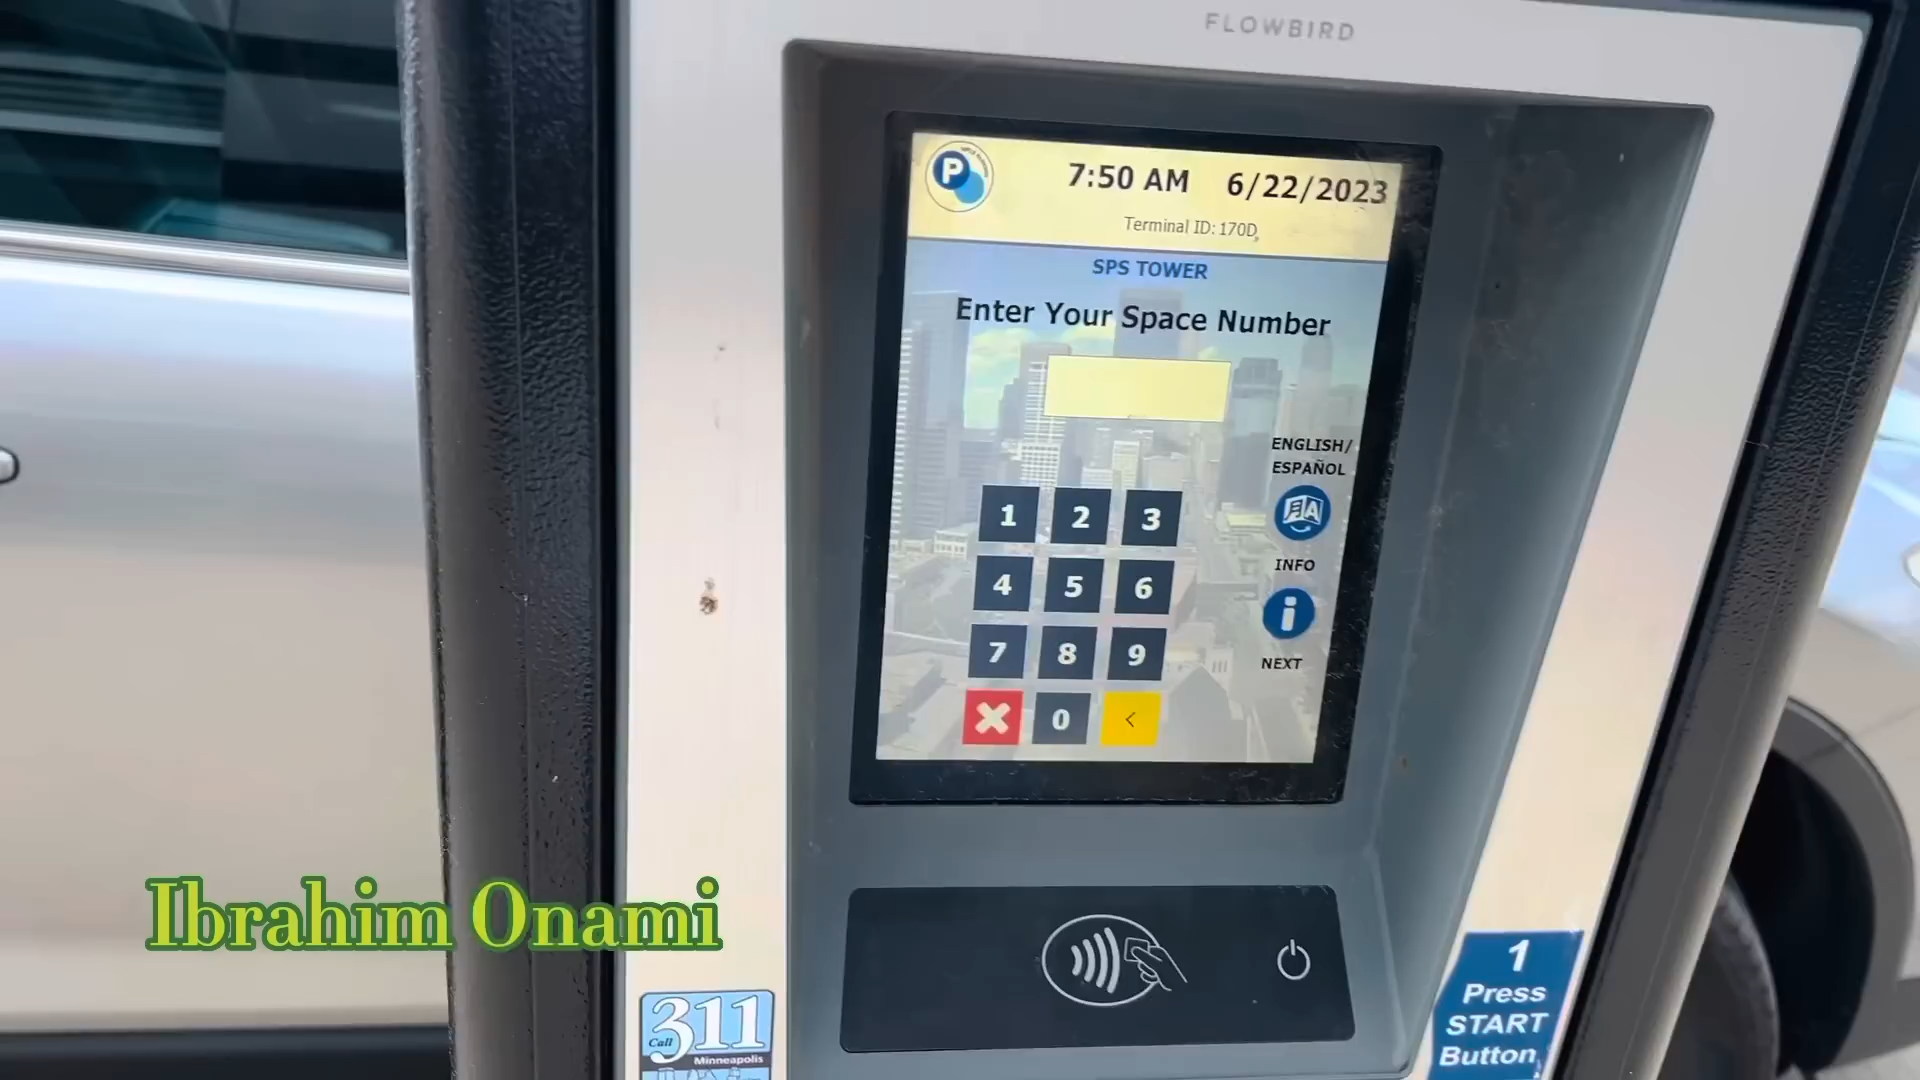 FLOWBIRD
P
7:50 AM 6/22/2023
Terminal ID: 170D
SPS TOWER
Enter Your Space Number
ENGLISH/
ESPAÑOL
1 2 3
4 5 6
INFO
i
7 8 9
NEXT
0 <
Ibrahim Onami
Call 311
Minneapolis
1
Press
START
Button